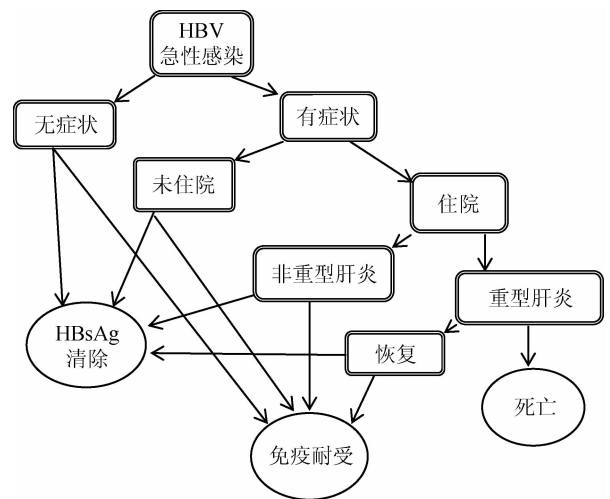 HBV
急性感染
无症状
有症状
未住院
住院
非重型肝炎
重型肝炎
HBsAg
清除
恢复
死亡
免疫耐受